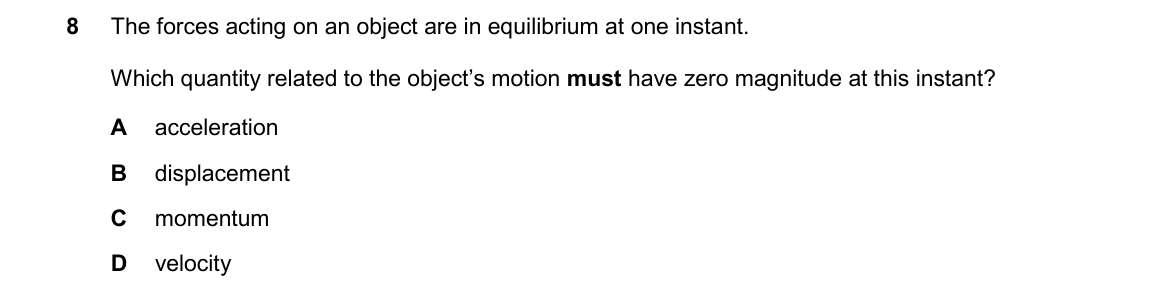 8 The forces acting on an object are in equilibrium at one instant.
Which quantity related to the object's motion must have zero magnitude at this instant?
A acceleration
B displacement
C momentum
D velocity